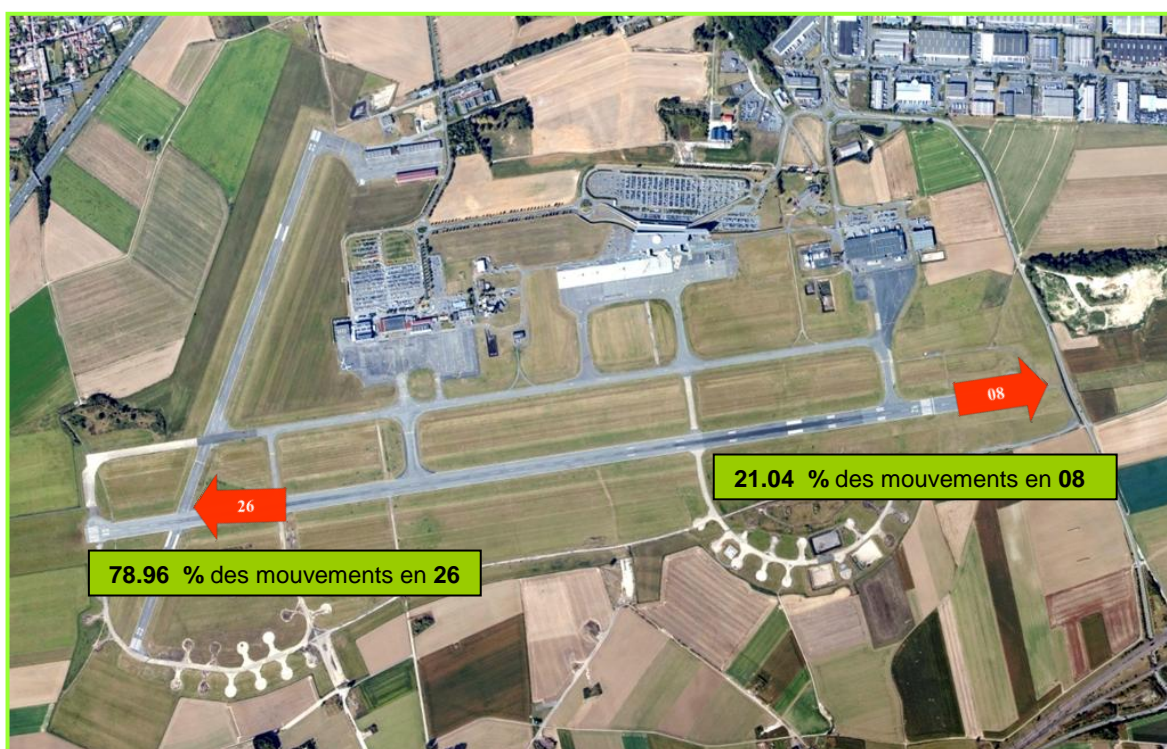 08
21.04 % des mouvements en 08
26
78.96 % des mouvements en 26